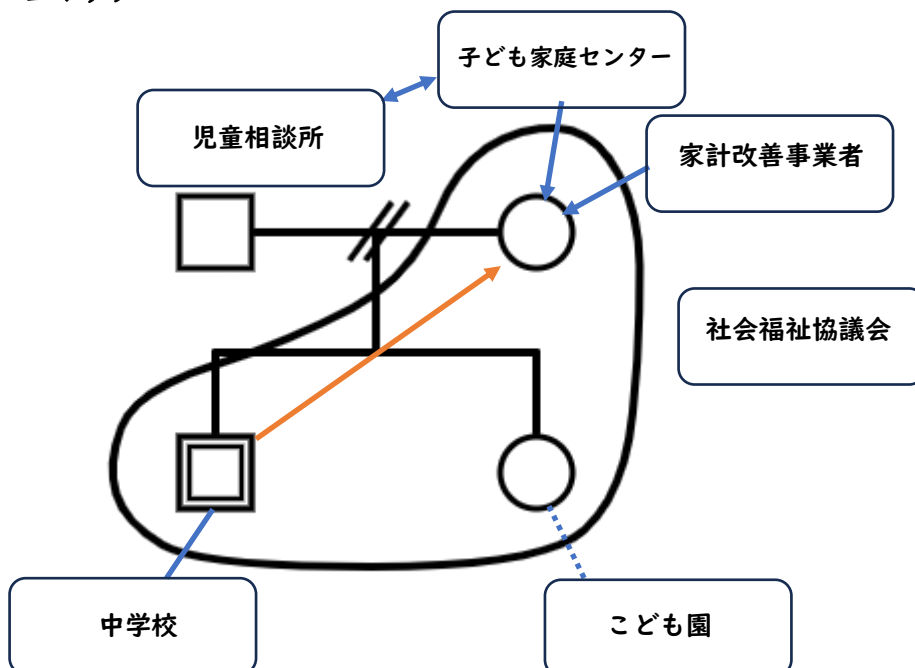 子ども家庭センター
児童相談所
家計改善事業者
社会福祉協議会
中学校
こども園